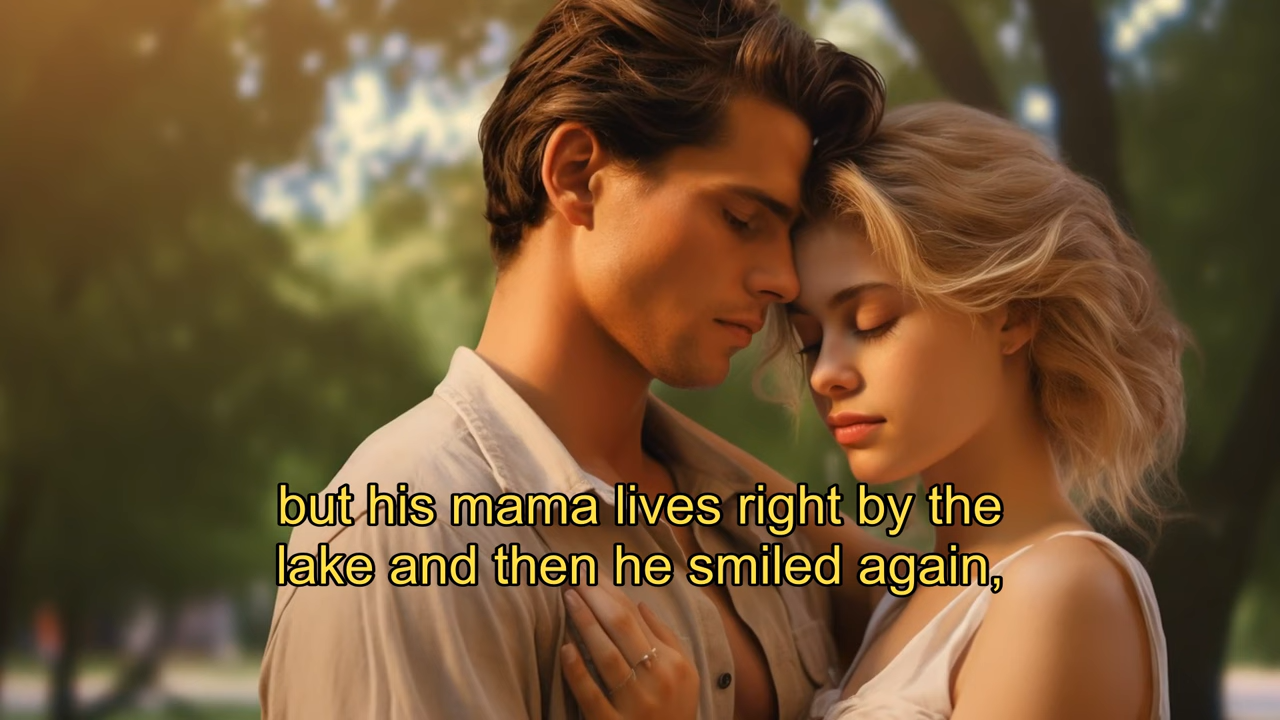 but his mama lives right by the
lake and then he smiled again,